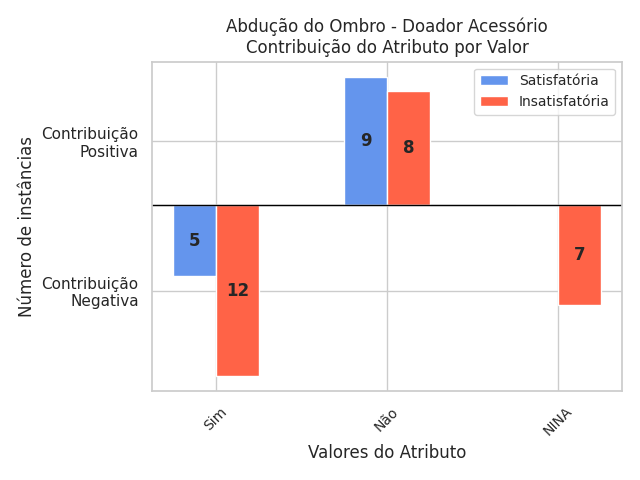 Abdução do Ombro - Doador Acessório
Contribuição do Atributo por Valor
Satisfatória
Insatisfatória
Número de instâncias
Contribuição
Positiva
Contribuição
Negativa
9
8
5
12
7
Sim
Não
NINA
Valores do Atributo